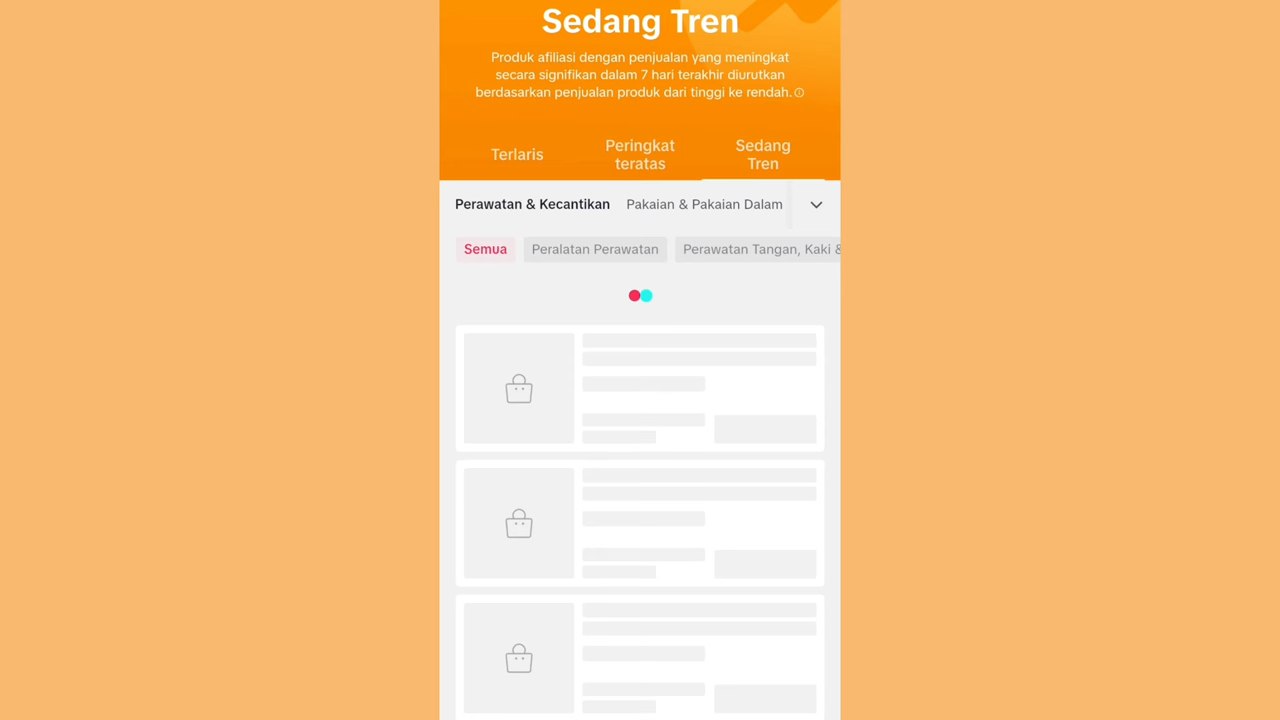 Sedang Tren
Produk afiliasi dengan penjualan yang meningkat
secara signifikan dalam 7 hari terakhir diurutkan
berdasarkan penjualan produk dari tinggi ke rendah.
Terlaris
Peringkat
teratas
Sedang
Tren
Perawatan & Kecantikan Pakaian & Pakaian Dalam
Semua Peralatan Perawatan Perawatan Tangan, Kaki &